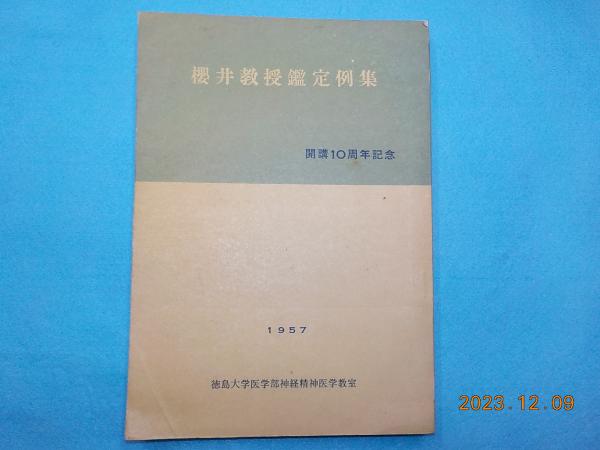 櫻井教授鑑定例集
開講10周年記念
1957
徳島大学医学部神経精神医学教室
2023.12.09